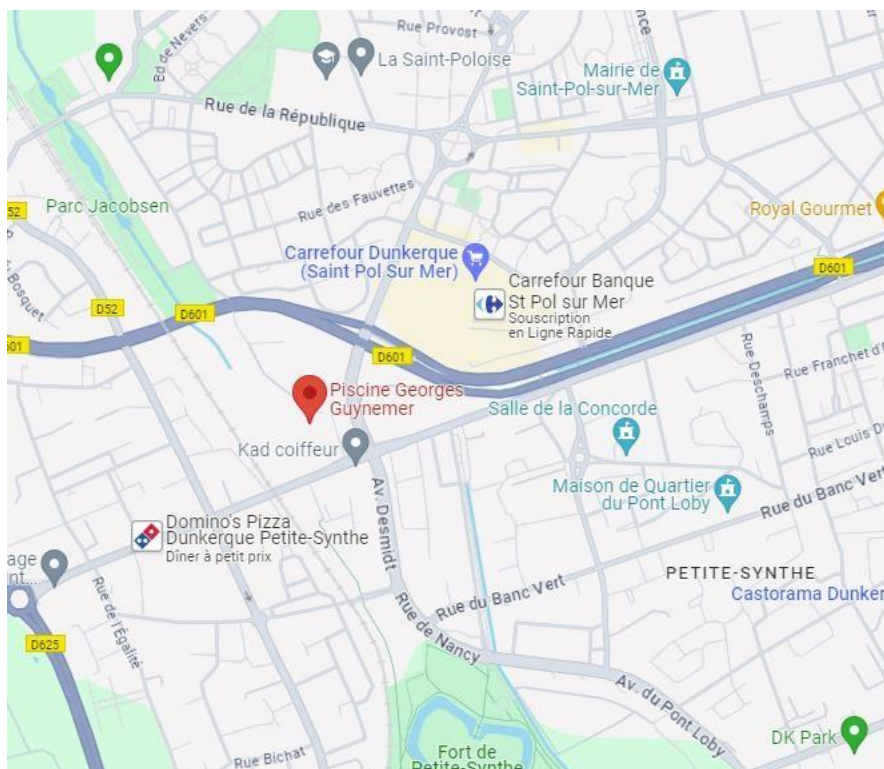 Rue Provost
Bd de Nevers
La Saint-Poloise
Mairie de
Saint-Pol-sur-Mer
Rue de la République
Parc Jacobsen
Rue des Fauvettes
Royal Gourmet
52
Carrefour Dunkerque
(Saint Pol Sur Mer)
Carrefour Banque
St Pol sur Mer
Souscription
en Ligne Rapide
D601
Bosquet
D52
D601
601
D601
Rue Deschamps
Rue Franchet d'
Piscine Georges
Guynemer
Salle de la Concorde
Kad coiffeur
Rue Louis D
Maison de Quartier
du Pont Loby
Rue du Banc Vert
Av. Desmidt
Domino's Pizza
Dunkerque Petite-Synthe
Dîner à petit prix
PETITE-SYNTHE
Castorama Dunker
Rue du Banc Vert
Rue de l'Égalité
Rue de Nancy
D625
Av. du Pont Loby
DK Park
Rue Bichat
Fort de
Petite-Synthe